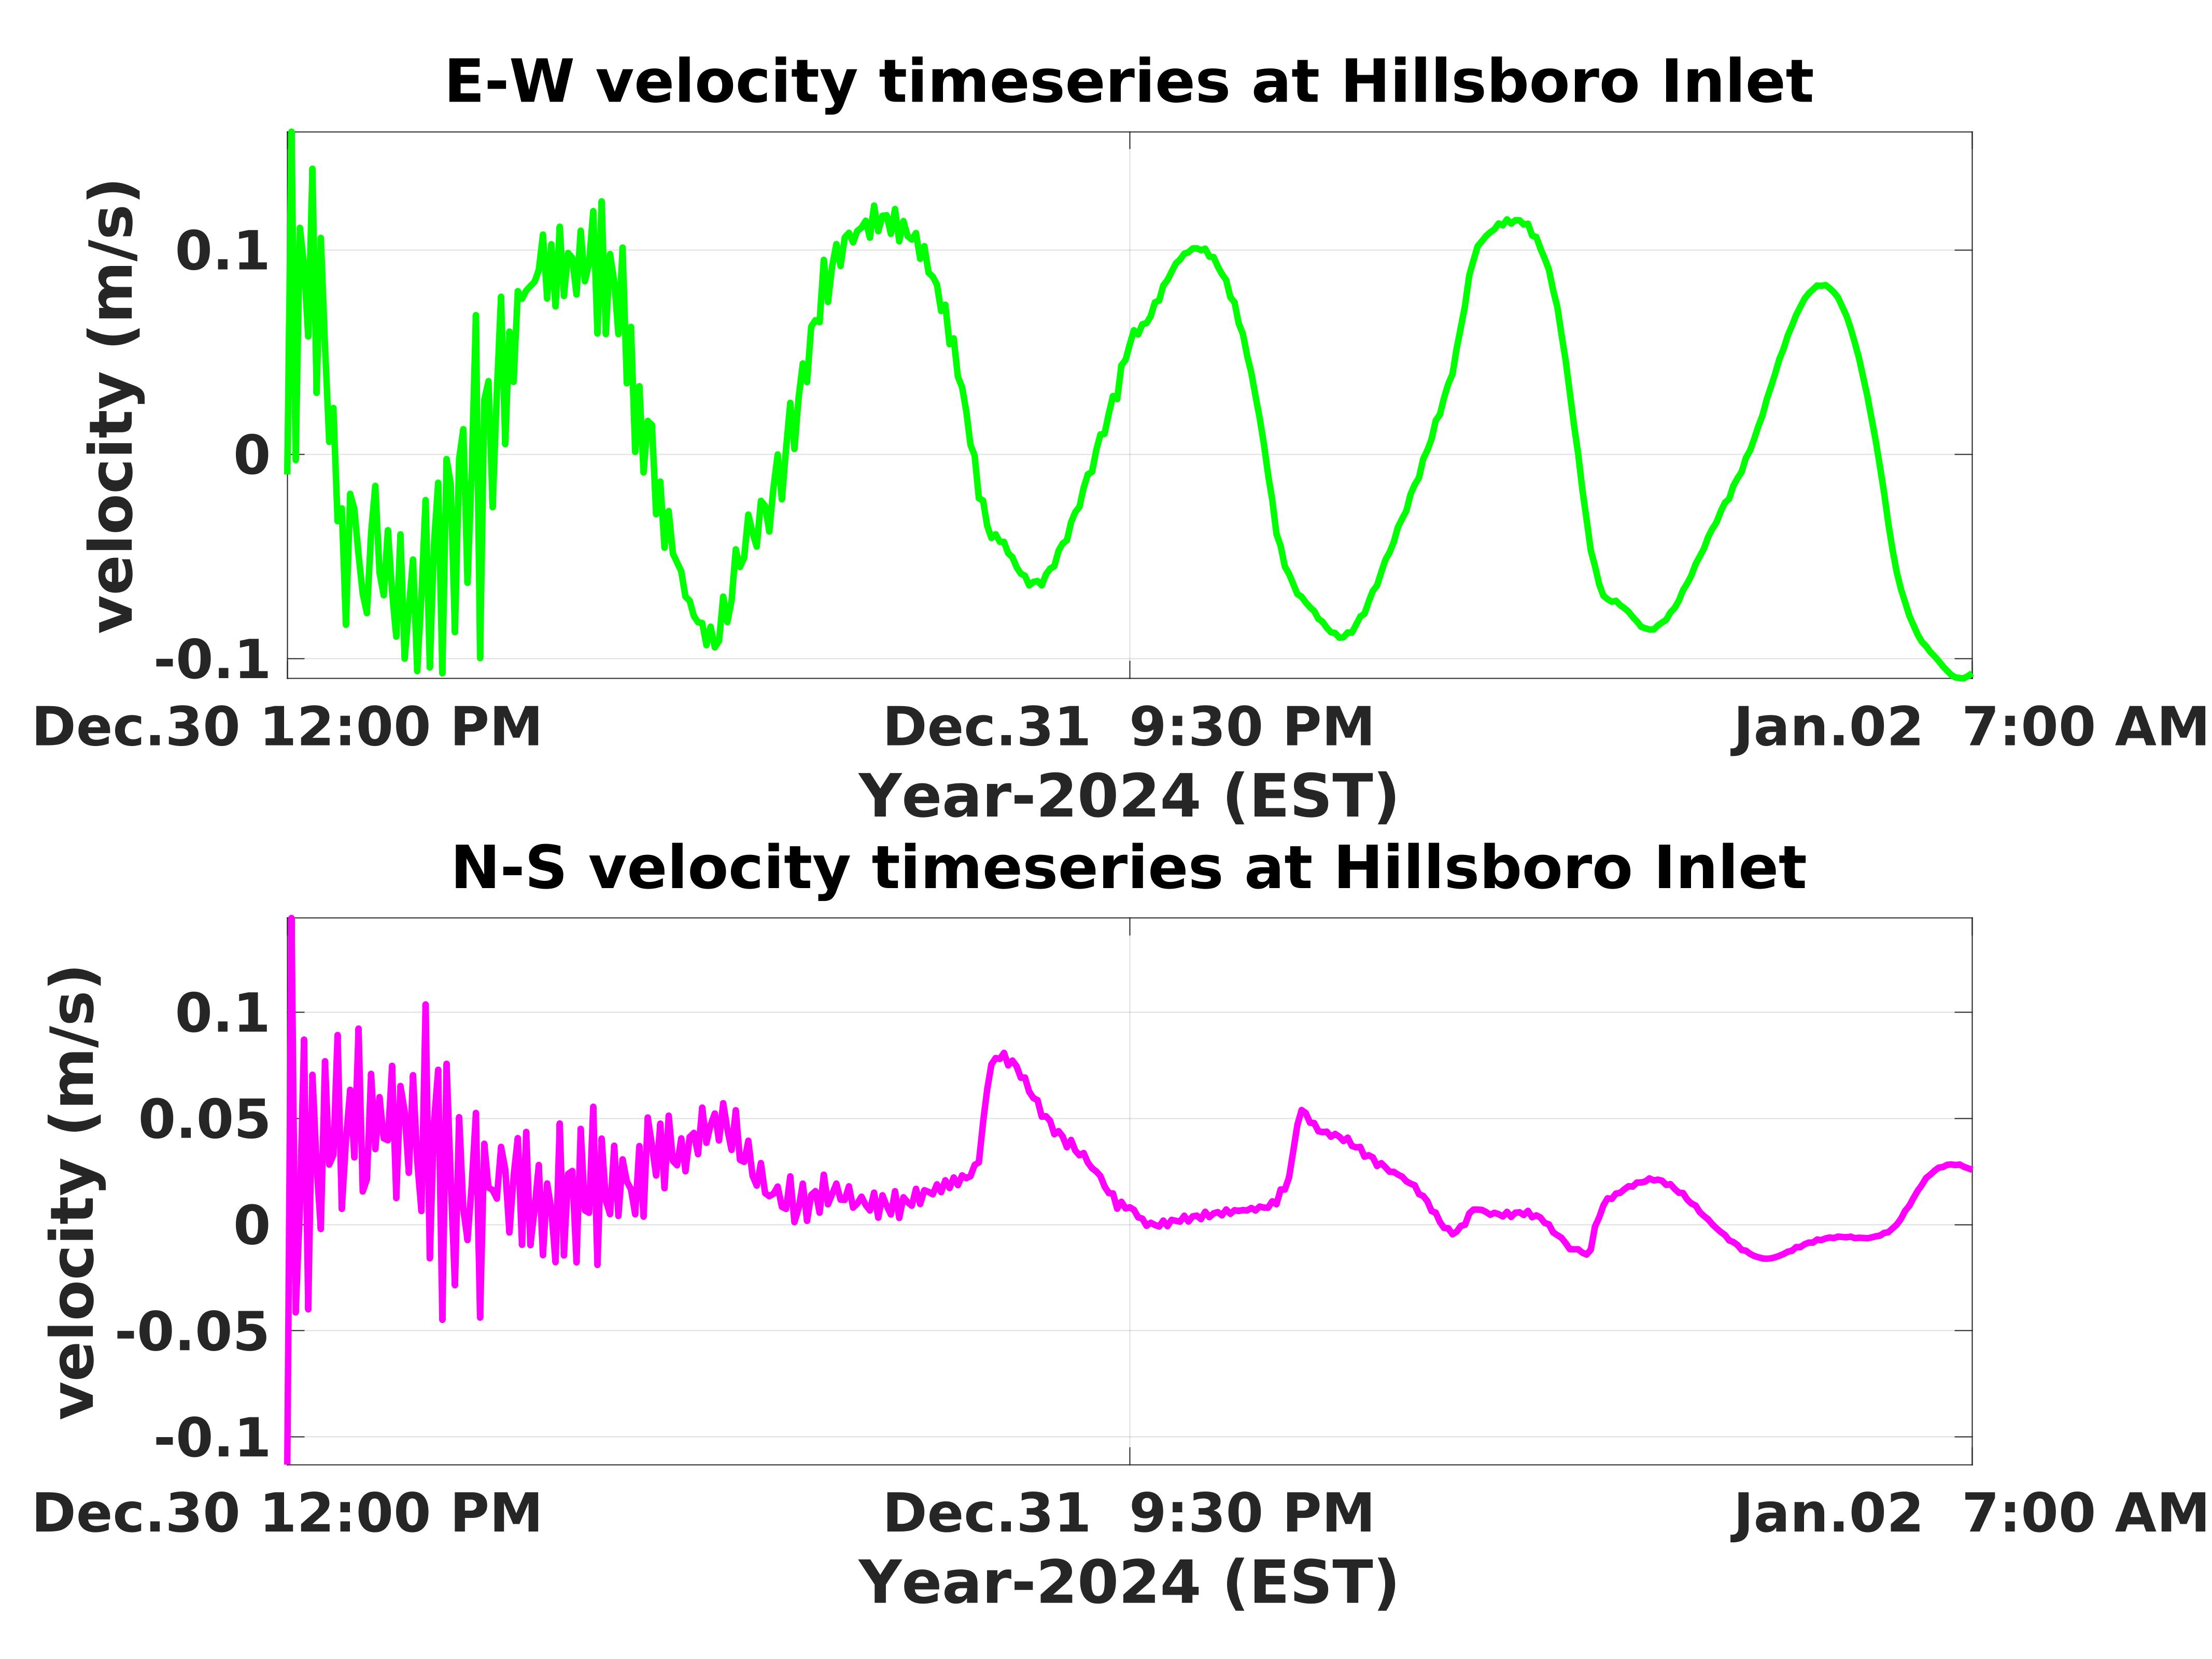 E-W velocity timeseries at Hillsboro Inlet
velocity (m/s)
0.1
0
-0.1
Dec.30 12:00 PM Dec.31  9:30 PM Jan.02  7:00 AM
Year-2024 (EST)
N-S velocity timeseries at Hillsboro Inlet
velocity (m/s)
0.1
0.05
0
-0.05
-0.1
Dec.30 12:00 PM Dec.31  9:30 PM Jan.02  7:00 AM
Year-2024 (EST)